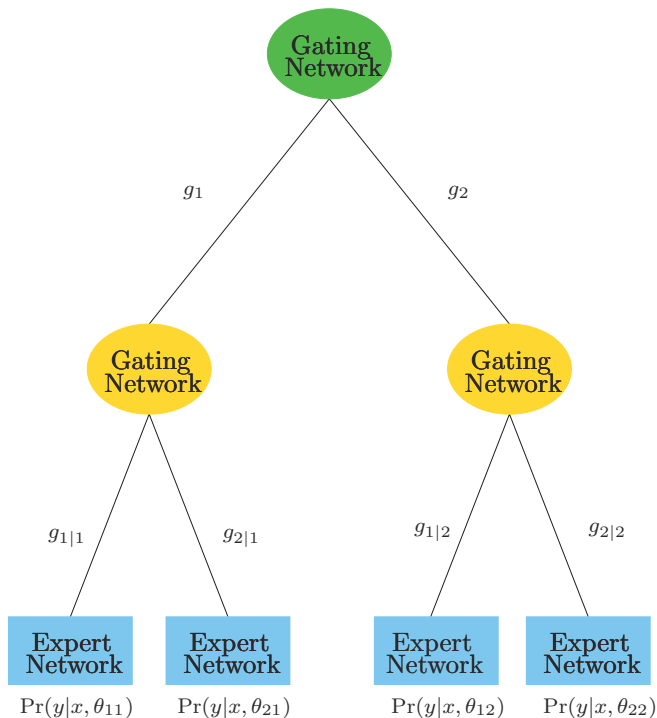 Gating
Network
g₁
g₂
Gating
Network
Gating
Network
g₁|₁
g₂|₁
g₁|₂
g₂|₂
Expert
Network
Expert
Network
Expert
Network
Expert
Network
Pr(y|x, θ₁₁)
Pr(y|x, θ₂₁)
Pr(y|x, θ₁₂)
Pr(y|x, θ₂₂)